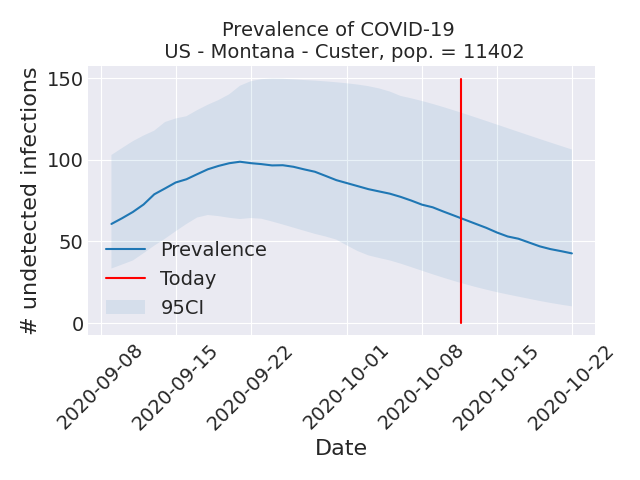 Prevalence of COVID-19
US - Montana - Custer, pop. = 11402
# undetected infections
150
100
50
0
Prevalence
Today
95CI
2020-09-08
2020-09-15
2020-09-22
2020-10-01
2020-10-08
2020-10-15
2020-10-22
Date